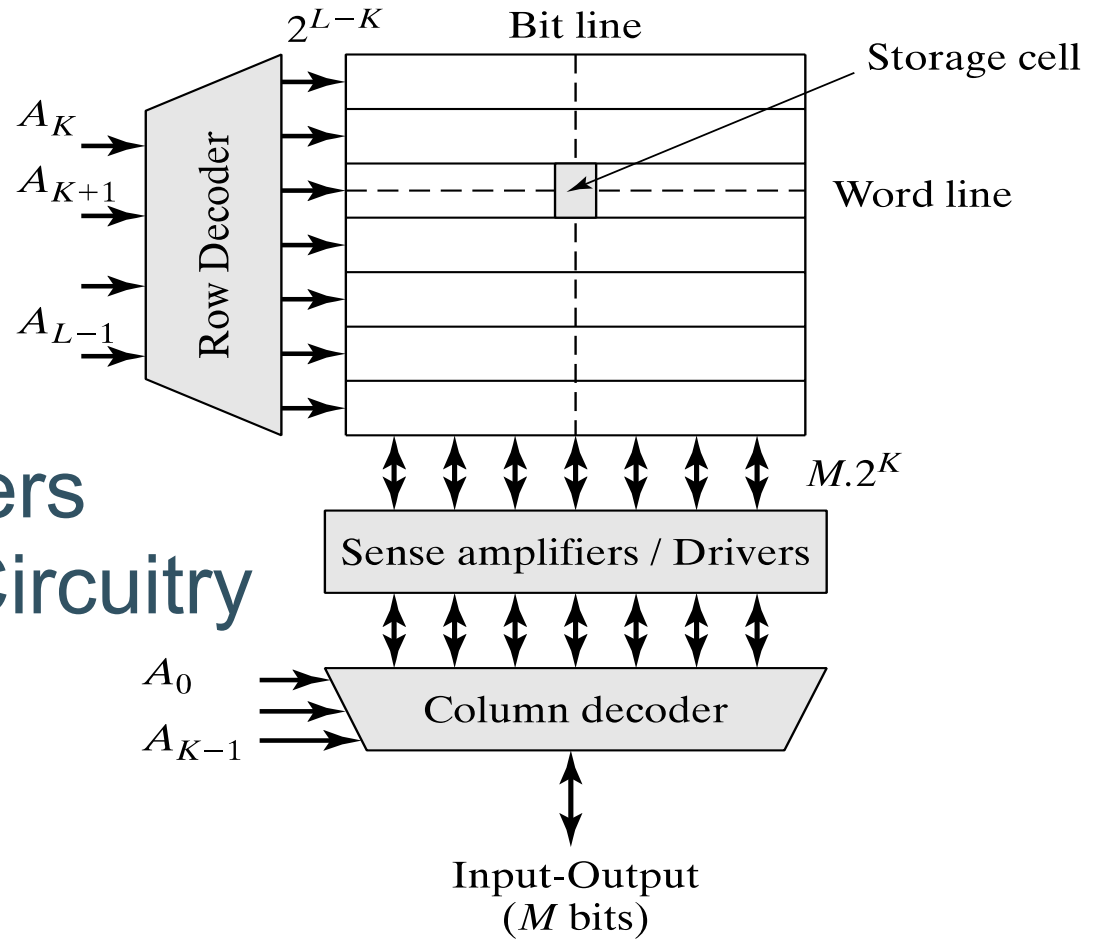 2^{L-K}
Bit line
Storage cell
A_K
A_{K+1}
A_{L-1}
Row Decoder
Word line
M.2^K
ers
Circuitry
Sense amplifiers / Drivers
A_0
A_{K-1}
Column decoder
Input-Output
(M bits)